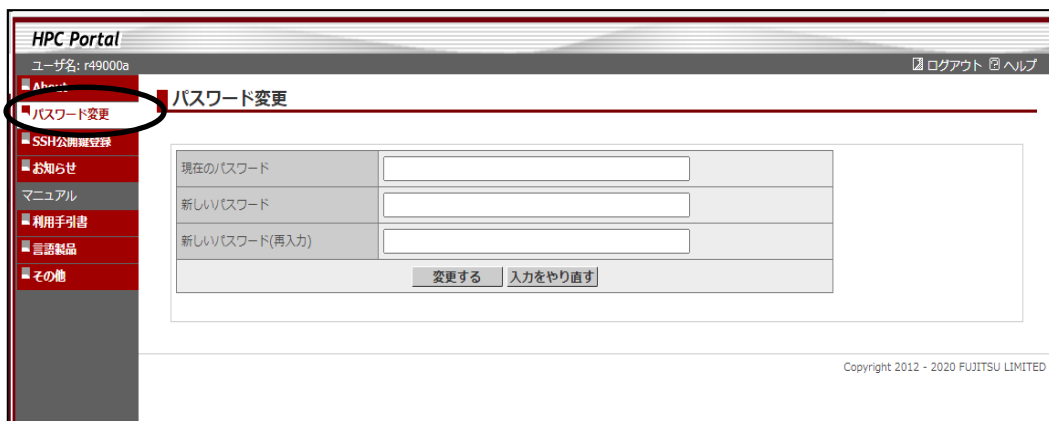 HPC Portal
ユーザ名: r49000a
ログアウト ヘルプ
About
パスワード変更
SSH公開鍵登録
お知らせ
マニュアル
利用手引書
言語製品
その他
パスワード変更
現在のパスワード
新しいパスワード
新しいパスワード(再入力)
変更する 入力をやり直す
Copyright 2012 - 2020 FUJITSU LIMITED